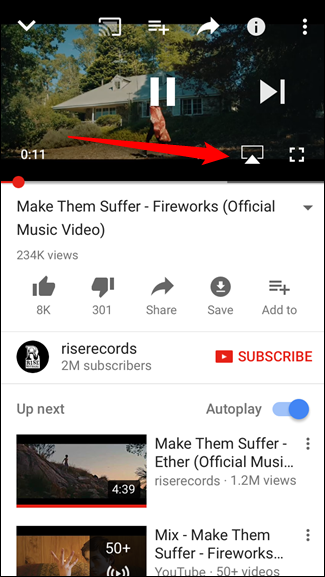 0:11
Make Them Suffer - Fireworks (Official
Music Video)
234K views
8K
301
Share
Save
Add to
RISE
riserecords
2M subscribers
SUBSCRIBE
Up next
Autoplay
4:39
Make Them Suffer -
Ether (Official Musi...
riserecords · 1.2M views
50+
Mix - Make Them
Suffer - Fireworks...
YouTube · 50+ videos